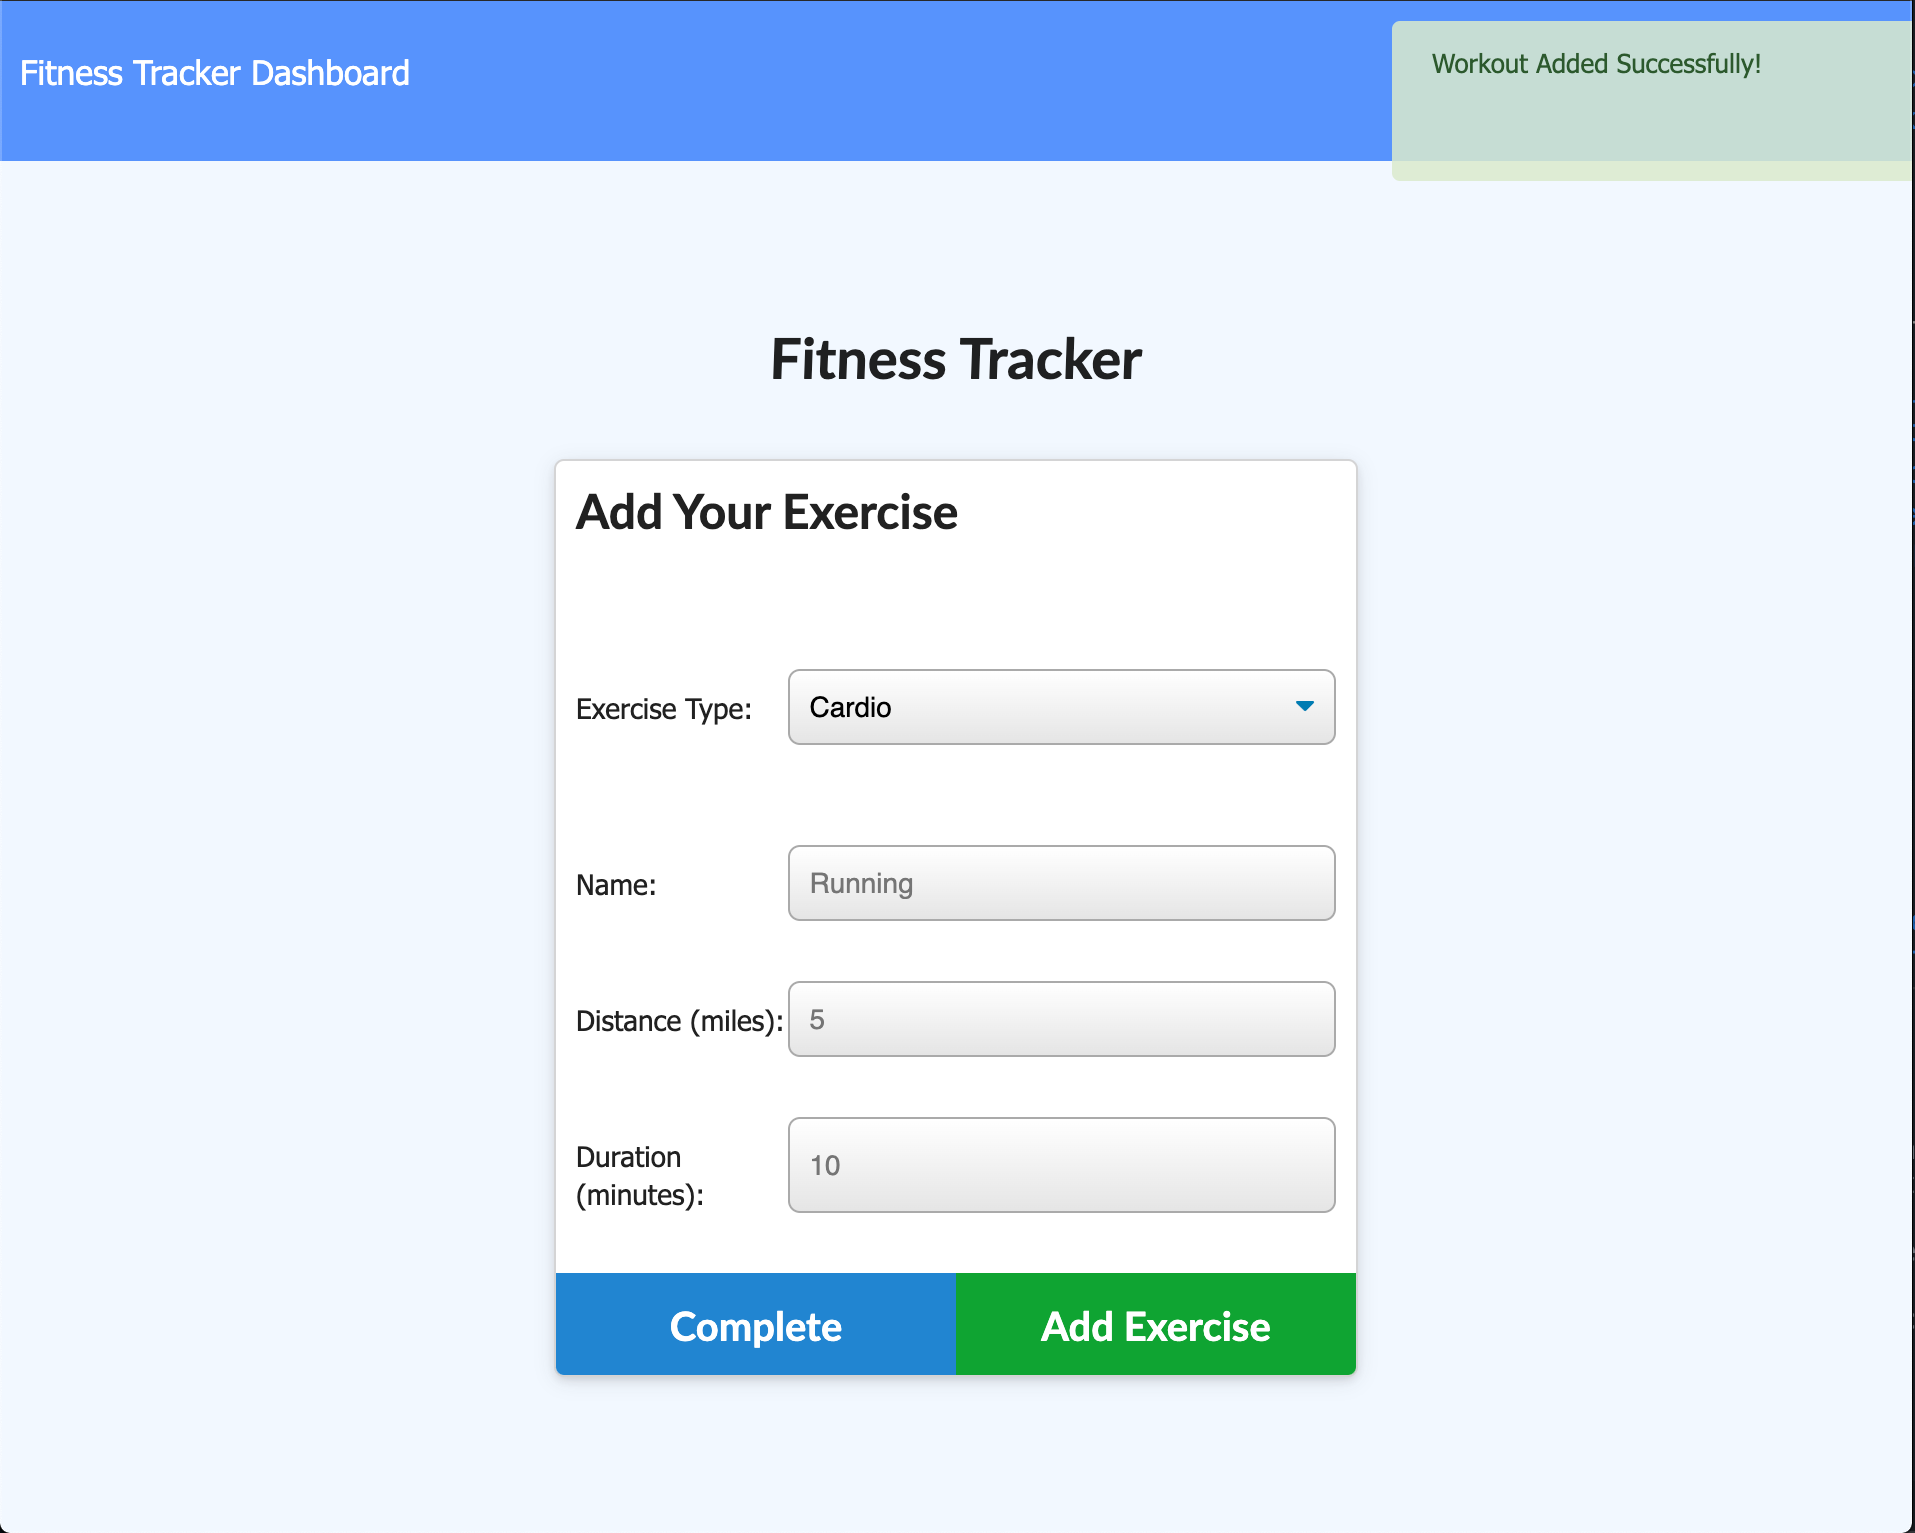 Fitness Tracker Dashboard
Workout Added Successfully!
Fitness Tracker
Add Your Exercise
Exercise Type:
Cardio
Name:
Running
Distance (miles):
5
Duration
(minutes):
10
Complete
Add Exercise